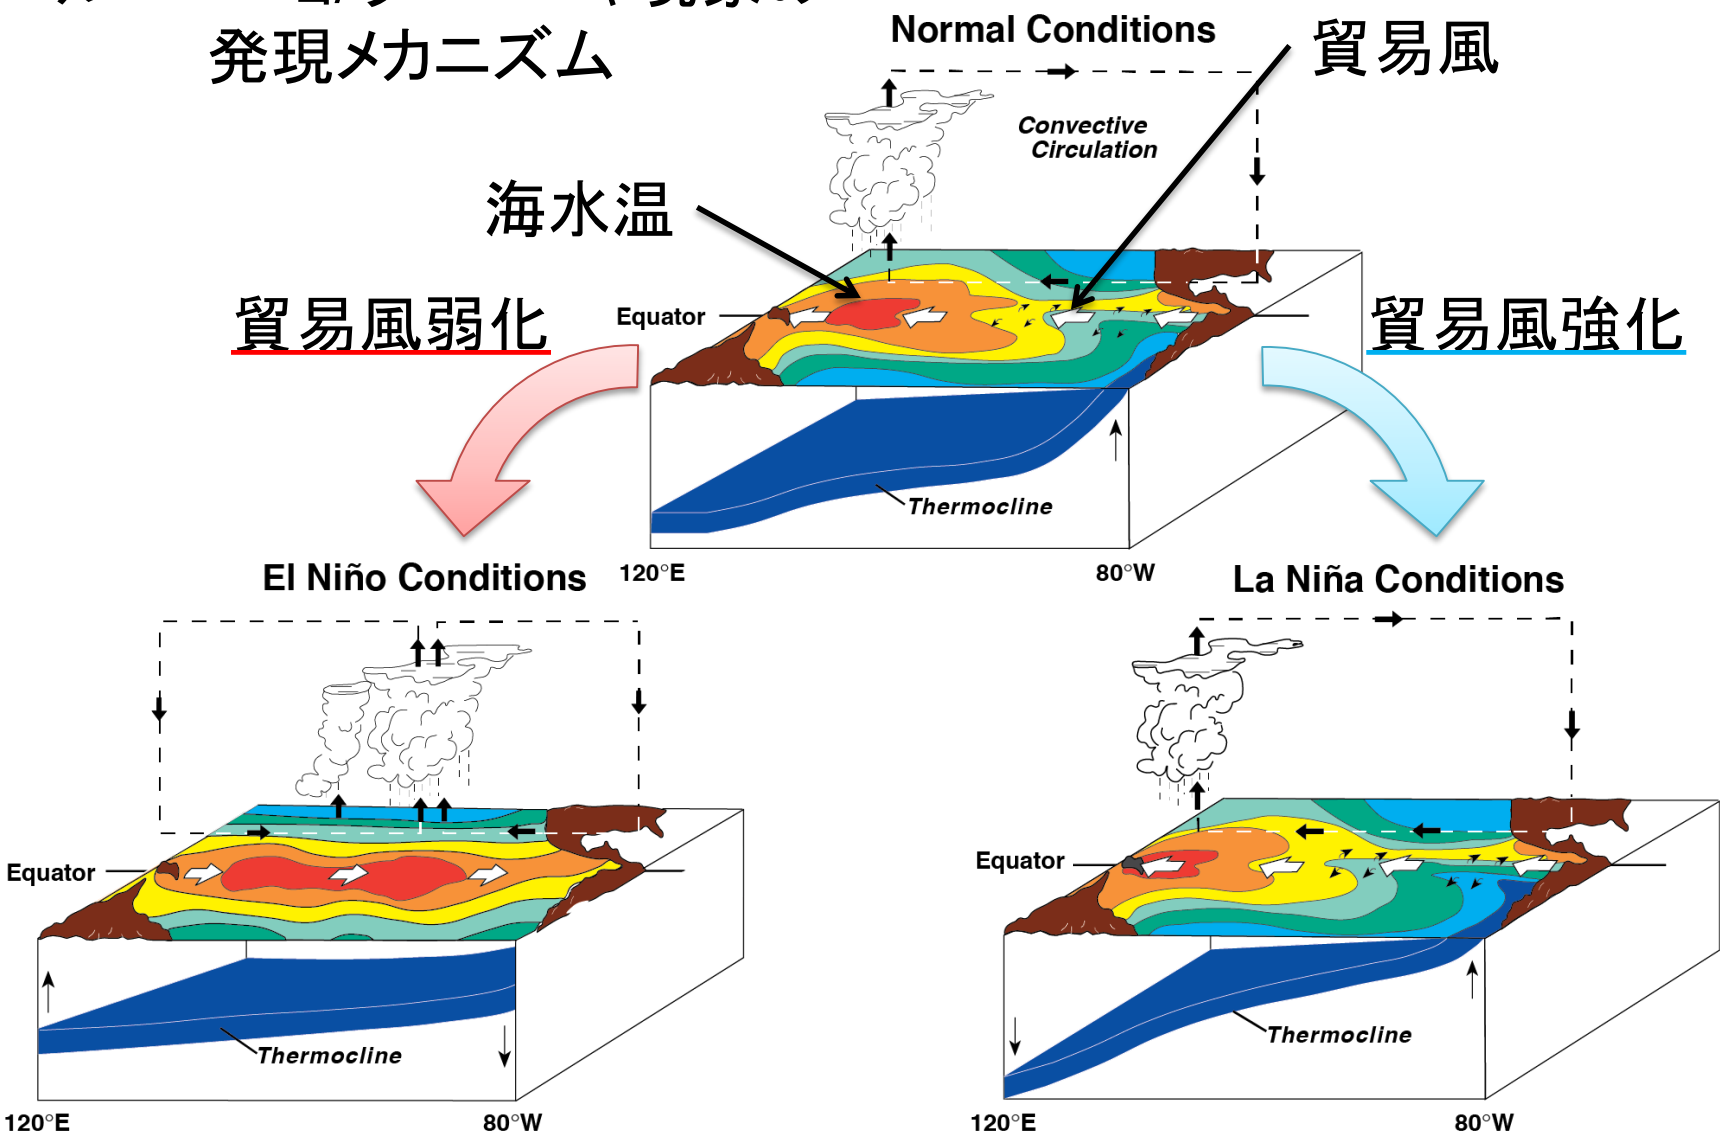 発現メカニズム
Normal Conditions
貿易風
Convective
Circulation
海水温
Equator
貿易風弱化
貿易風強化
Thermocline
120°E
80°W
El Niño Conditions
La Niña Conditions
Equator
Thermocline
120°E
80°W
Equator
Thermocline
120°E
80°W